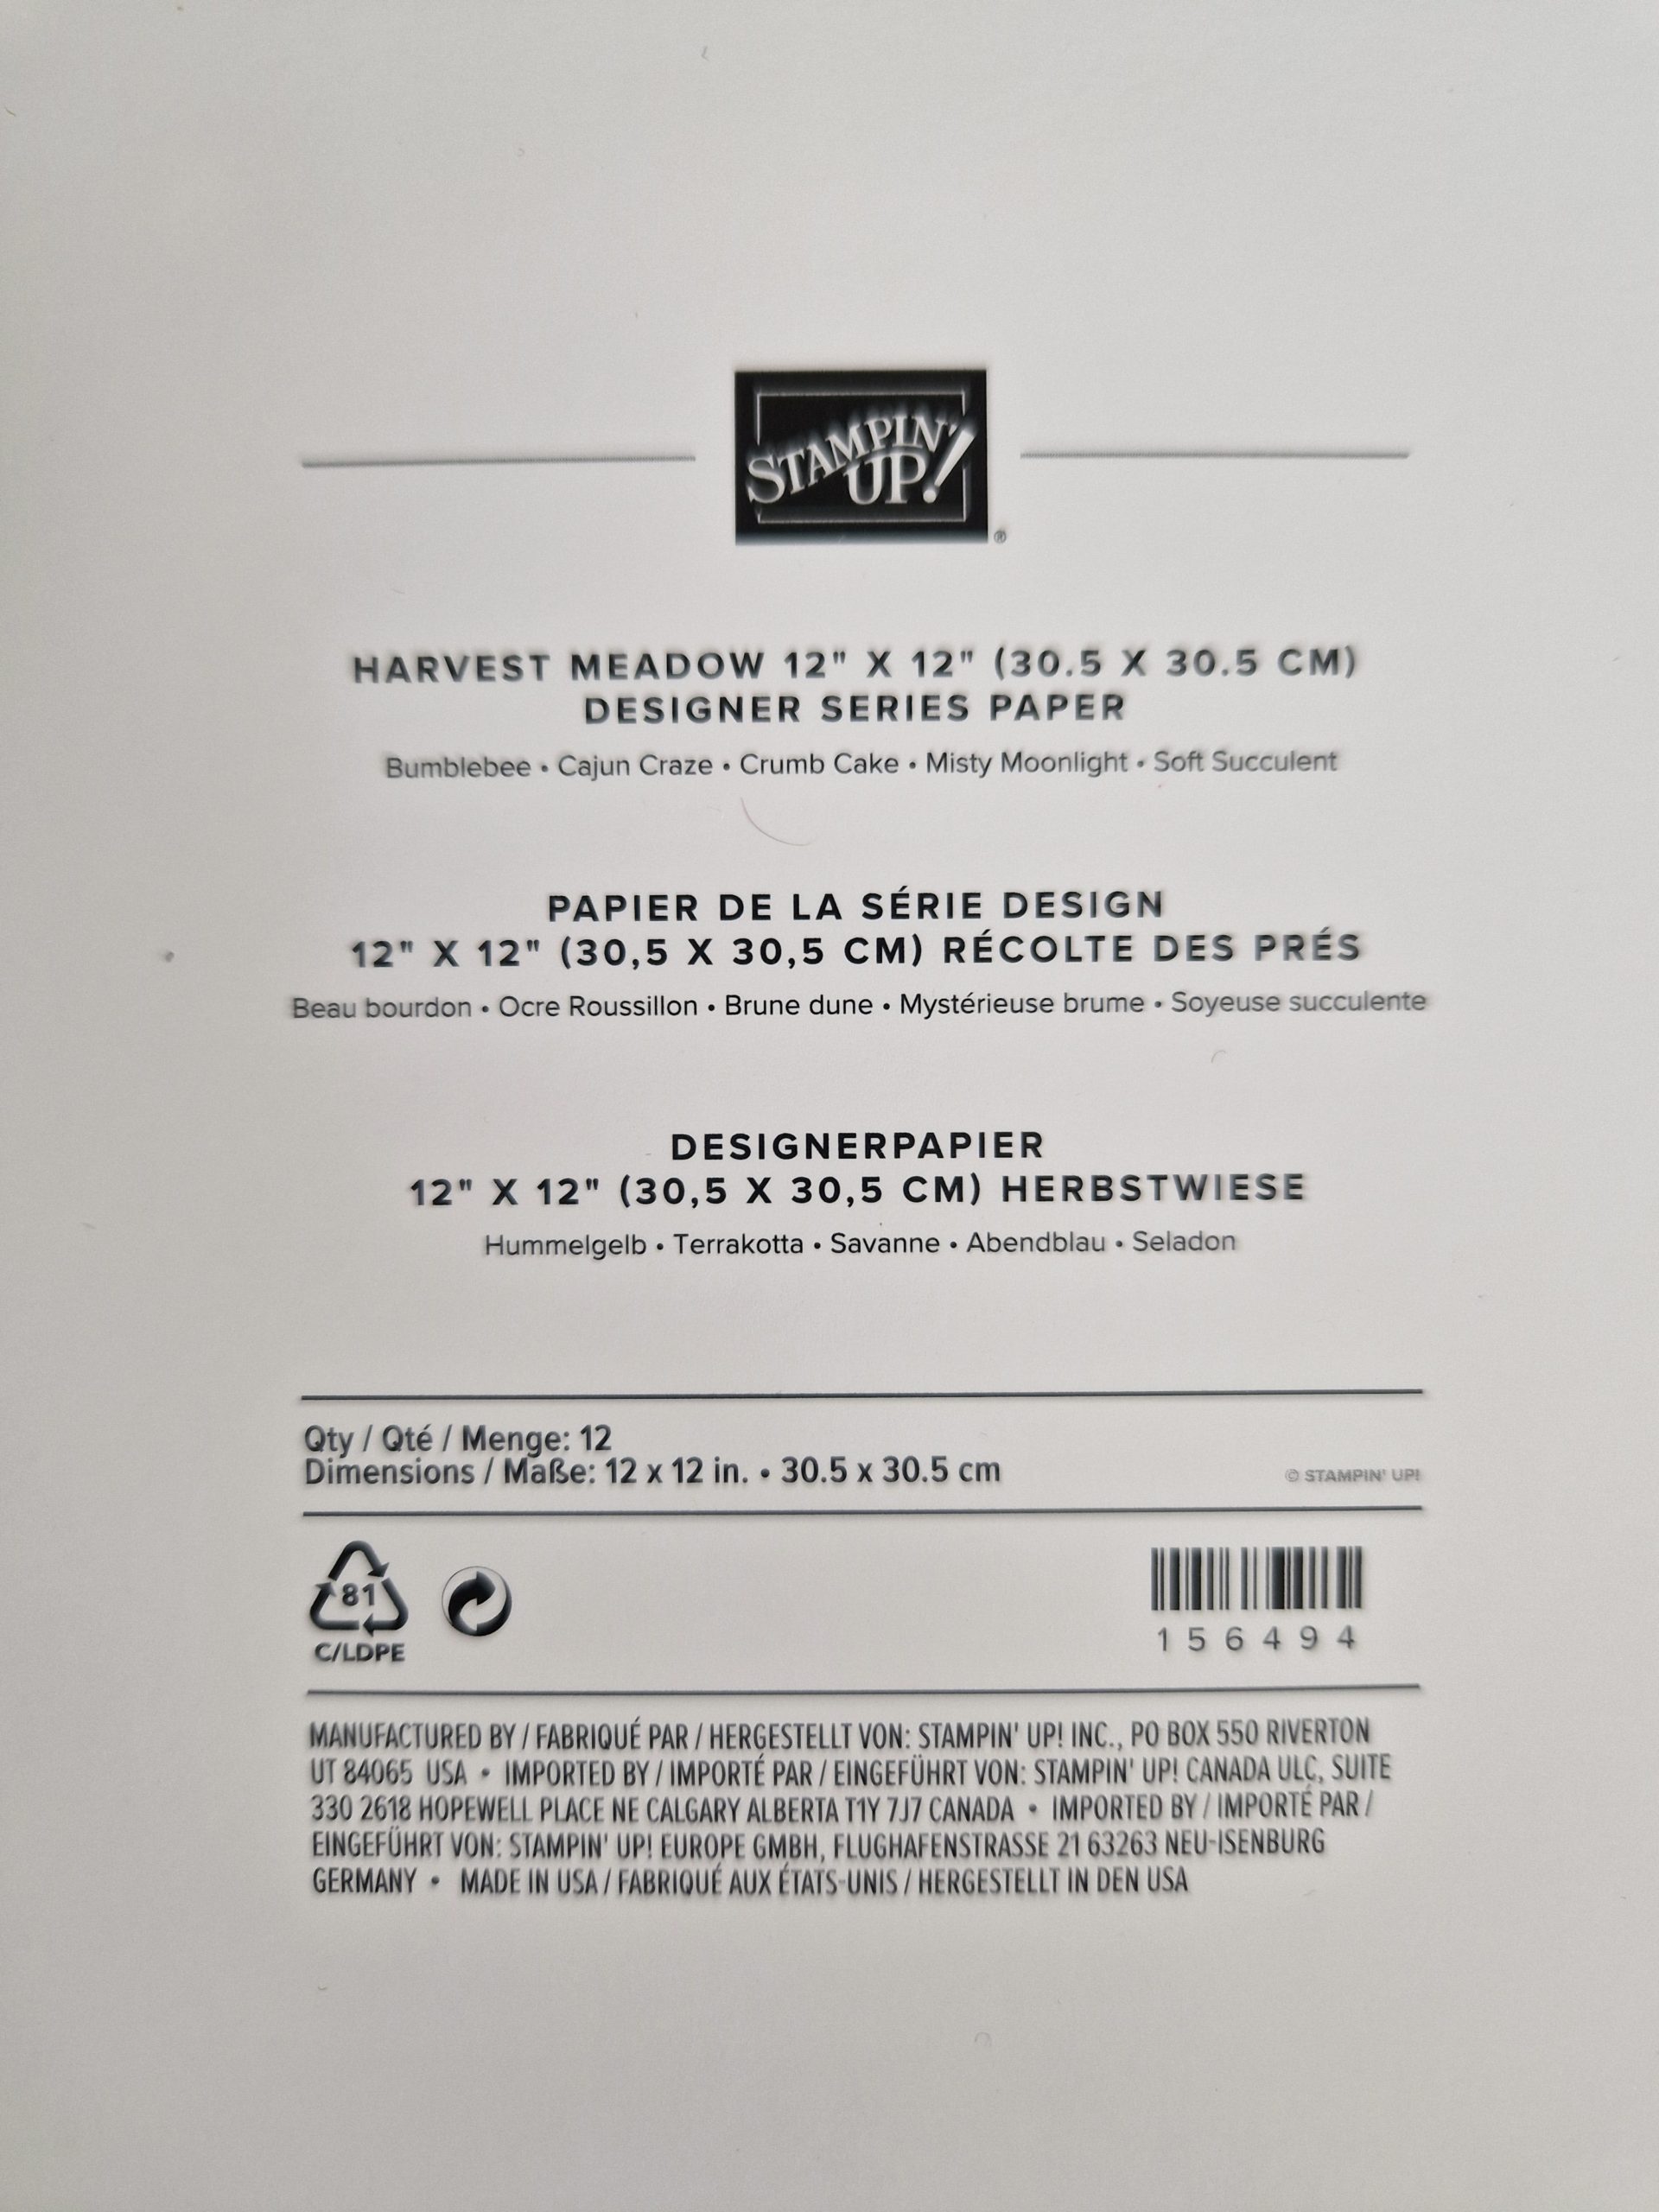 STAMPIN' UP! ®
HARVEST MEADOW 12" X 12" (30.5 X 30.5 CM)
DESIGNER SERIES PAPER
Bumblebee • Cajun Craze • Crumb Cake • Misty Moonlight • Soft Succulent
PAPIER DE LA SÉRIE DESIGN
12" X 12" (30,5 X 30,5 CM) RÉCOLTE DES PRÉS
Beau bourdon • Ocre Roussillon • Brune dune • Mystérieuse brume • Soyeuse succulente
DESIGNERPAPIER
12" X 12" (30,5 X 30,5 CM) HERBSTWIESE
Hummelgelb • Terrakotta • Savanne • Abendblau • Seladon
Qty / Qté / Menge: 12
Dimensions / Maße: 12 x 12 in. • 30.5 x 30.5 cm
© STAMPIN' UP!
81
C/LDPE
156494
MANUFACTURED BY / FABRIQUÉ PAR / HERGESTELLT VON: STAMPIN' UP! INC., PO BOX 550 RIVERTON
UT 84065 USA • IMPORTED BY / IMPORTÉ PAR / EINGEFÜHRT VON: STAMPIN' UP! CANADA ULC, SUITE
330 2618 HOPEWELL PLACE NE CALGARY ALBERTA T1Y 7J7 CANADA • IMPORTED BY / IMPORTÉ PAR /
EINGEFÜHRT VON: STAMPIN' UP! EUROPE GMBH, FLUGHAFENSTRASSE 21 63263 NEU-ISENBURG
GERMANY • MADE IN USA / FABRIQUÉ AUX ÉTATS-UNIS / HERGESTELLT IN DEN USA